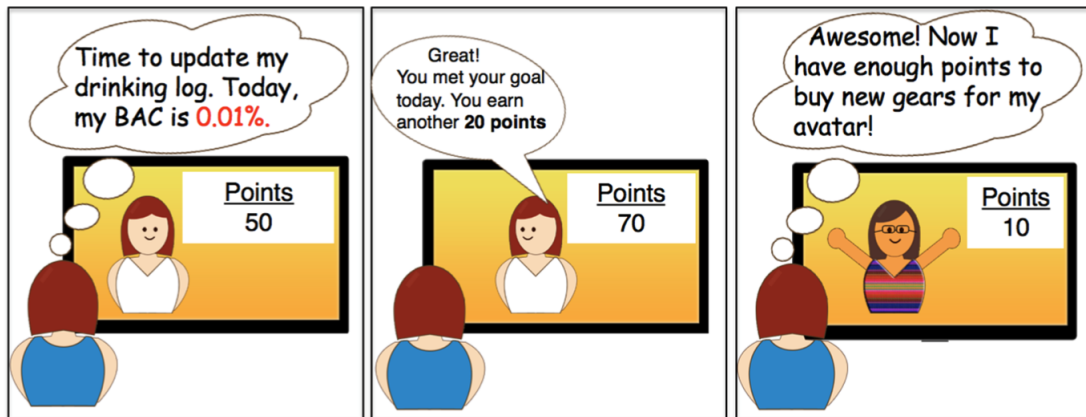 Time to update my
drinking log. Today,
my BAC is 0.01%.
Points
50
Great!
You met your goal
today. You earn
another 20 points
Points
70
Awesome! Now I
have enough points to
buy new gears for my
avatar!
Points
10